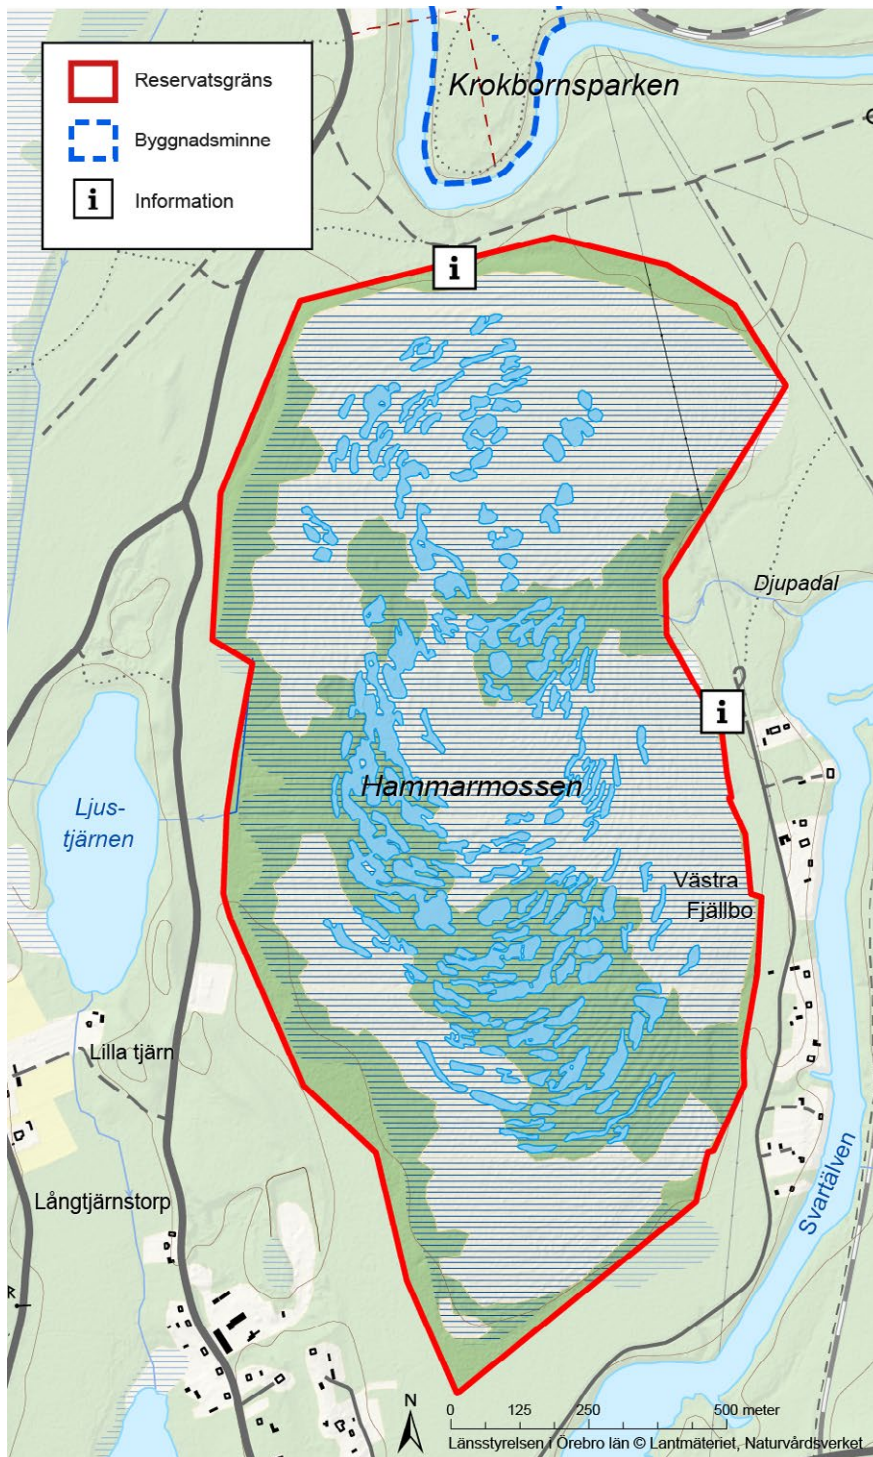 Reservatsgräns
Byggnadsminne
i
Information
Krokbornsparken
i
Djupadal
i
Hammarmossen
Ljus-
tjärnen
Västra
Fjällbo
Lilla tjärn
Svartälven
Långtjärnstorp
N
0 125 250 500 meter
Länsstyrelsen i Örebro län © Lantmäteriet, Naturvårdsverket